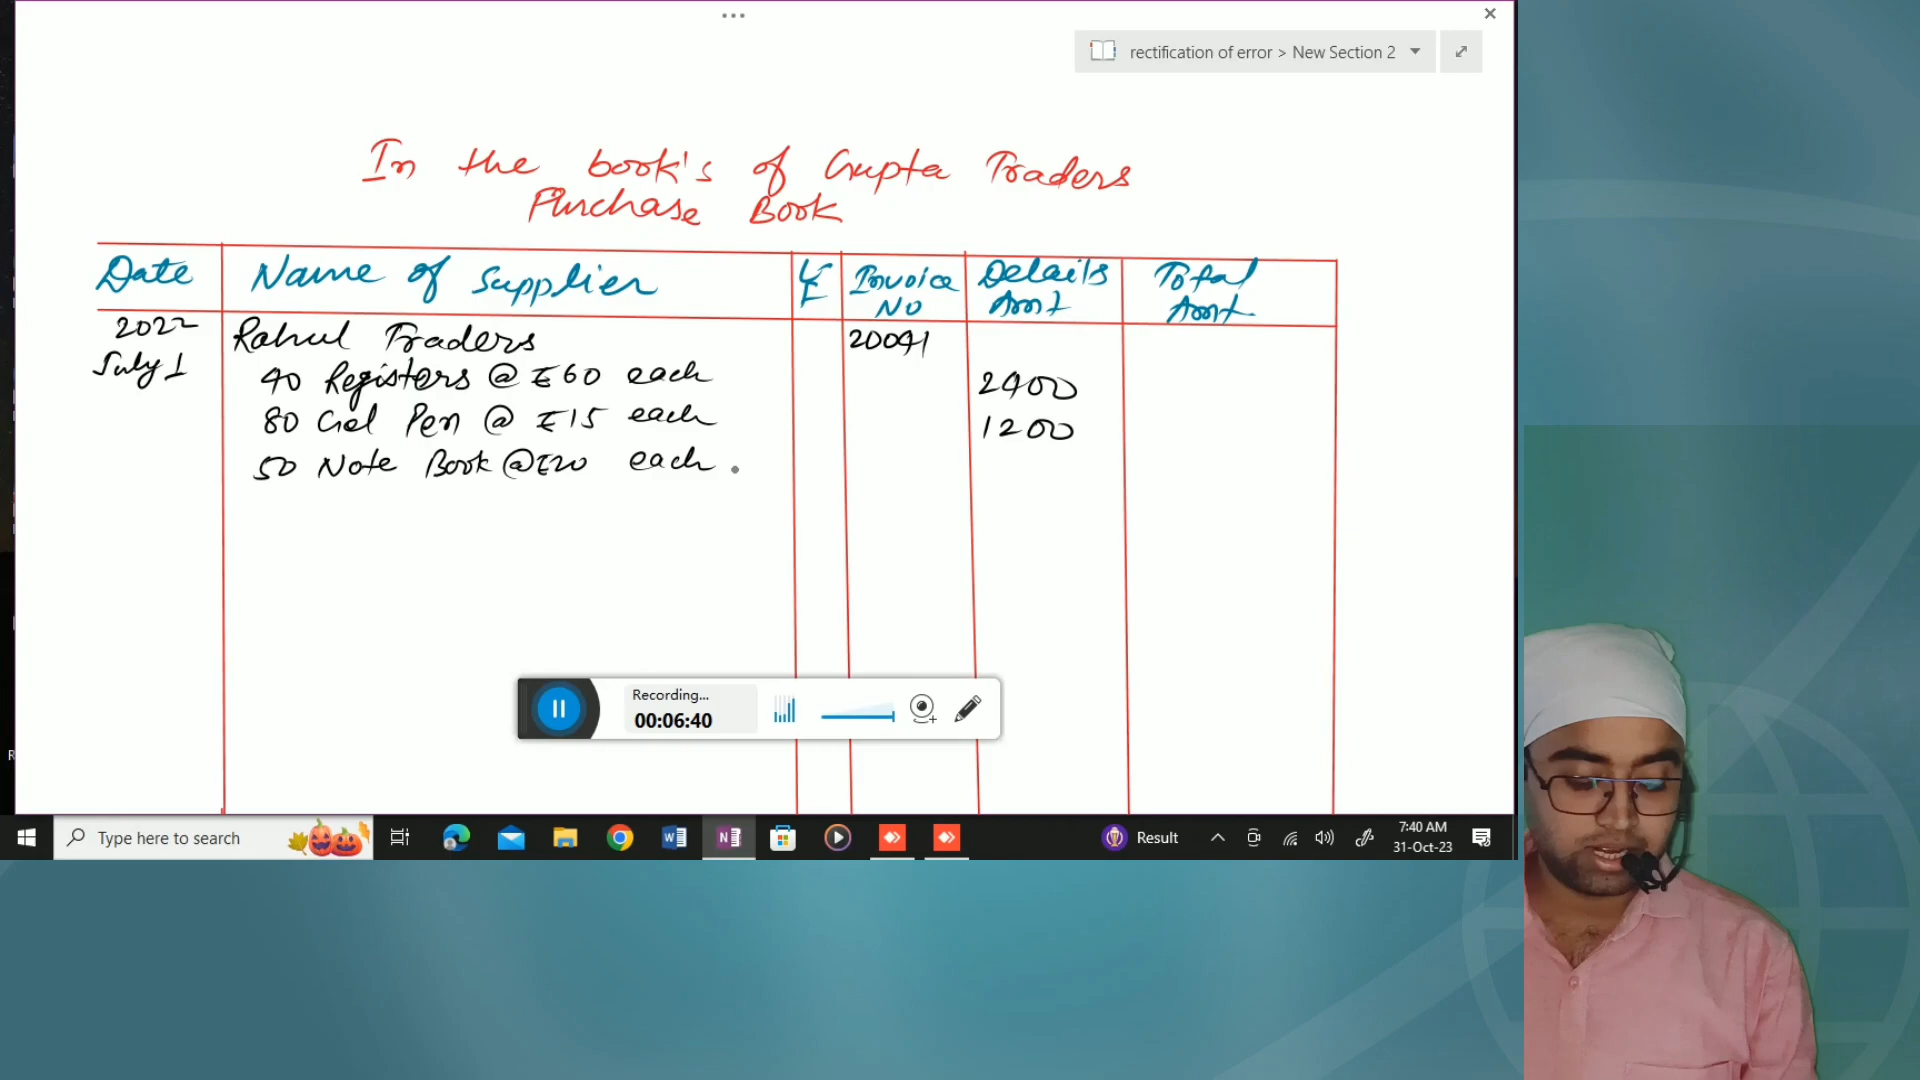 rectification of error > New Section 2
In the book's of Gupta Traders
Purchase Book
Date Name of Supplier LF Invoice No Details Amt Total Amt
2022 Rahul Traders 20041
July 1 40 Registers @ ₹60 each 2400
80 Gel Pen @ ₹15 each 1200
50 Note Book @ ₹20 each
Recording...
00:06:40
Type here to search
Result
7:40 AM
31-Oct-23